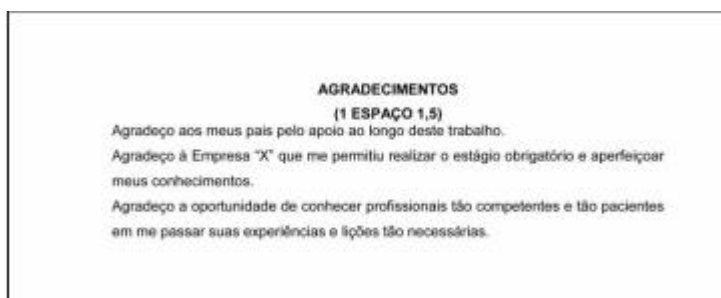 AGRADECIMENTOS
(1 ESPAÇO 1,5)
Agradeço aos meus pais pelo apoio ao longo deste trabalho.
Agradeço à Empresa "X" que me permitiu realizar o estágio obrigatório e aperfeiçoar
meus conhecimentos.
Agradeço a oportunidade de conhecer profissionais tão competentes e tão pacientes
em me passar suas experiências e lições tão necessárias.